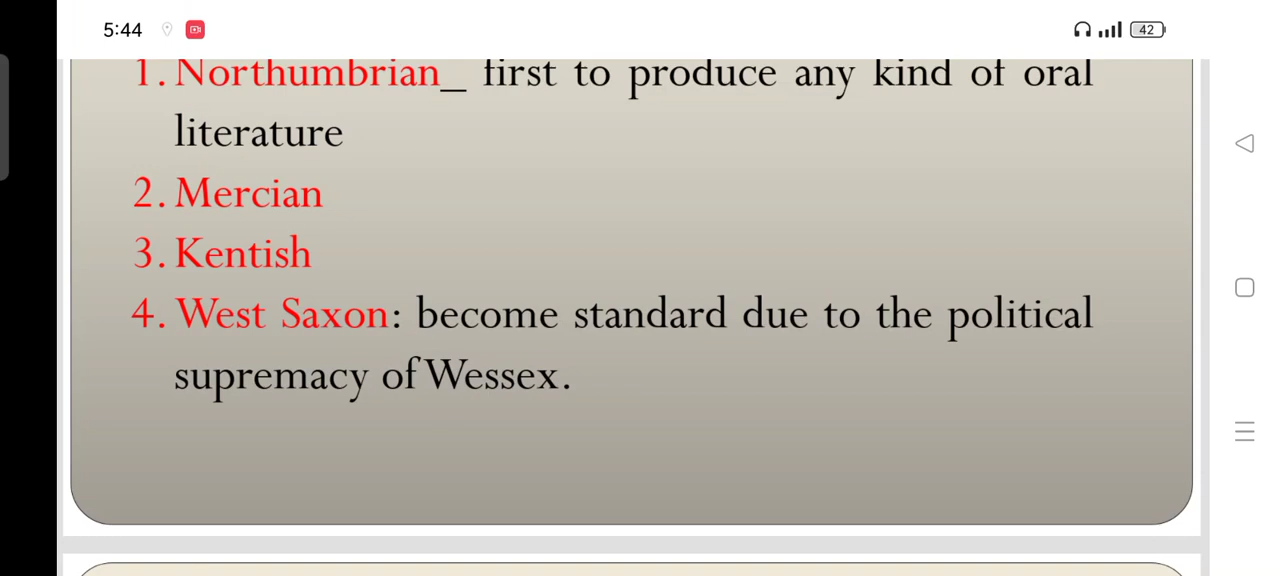 5:44
42
1. Northumbrian_ first to produce any kind of oral
literature
2. Mercian
3. Kentish
4. West Saxon: become standard due to the political
supremacy of Wessex.